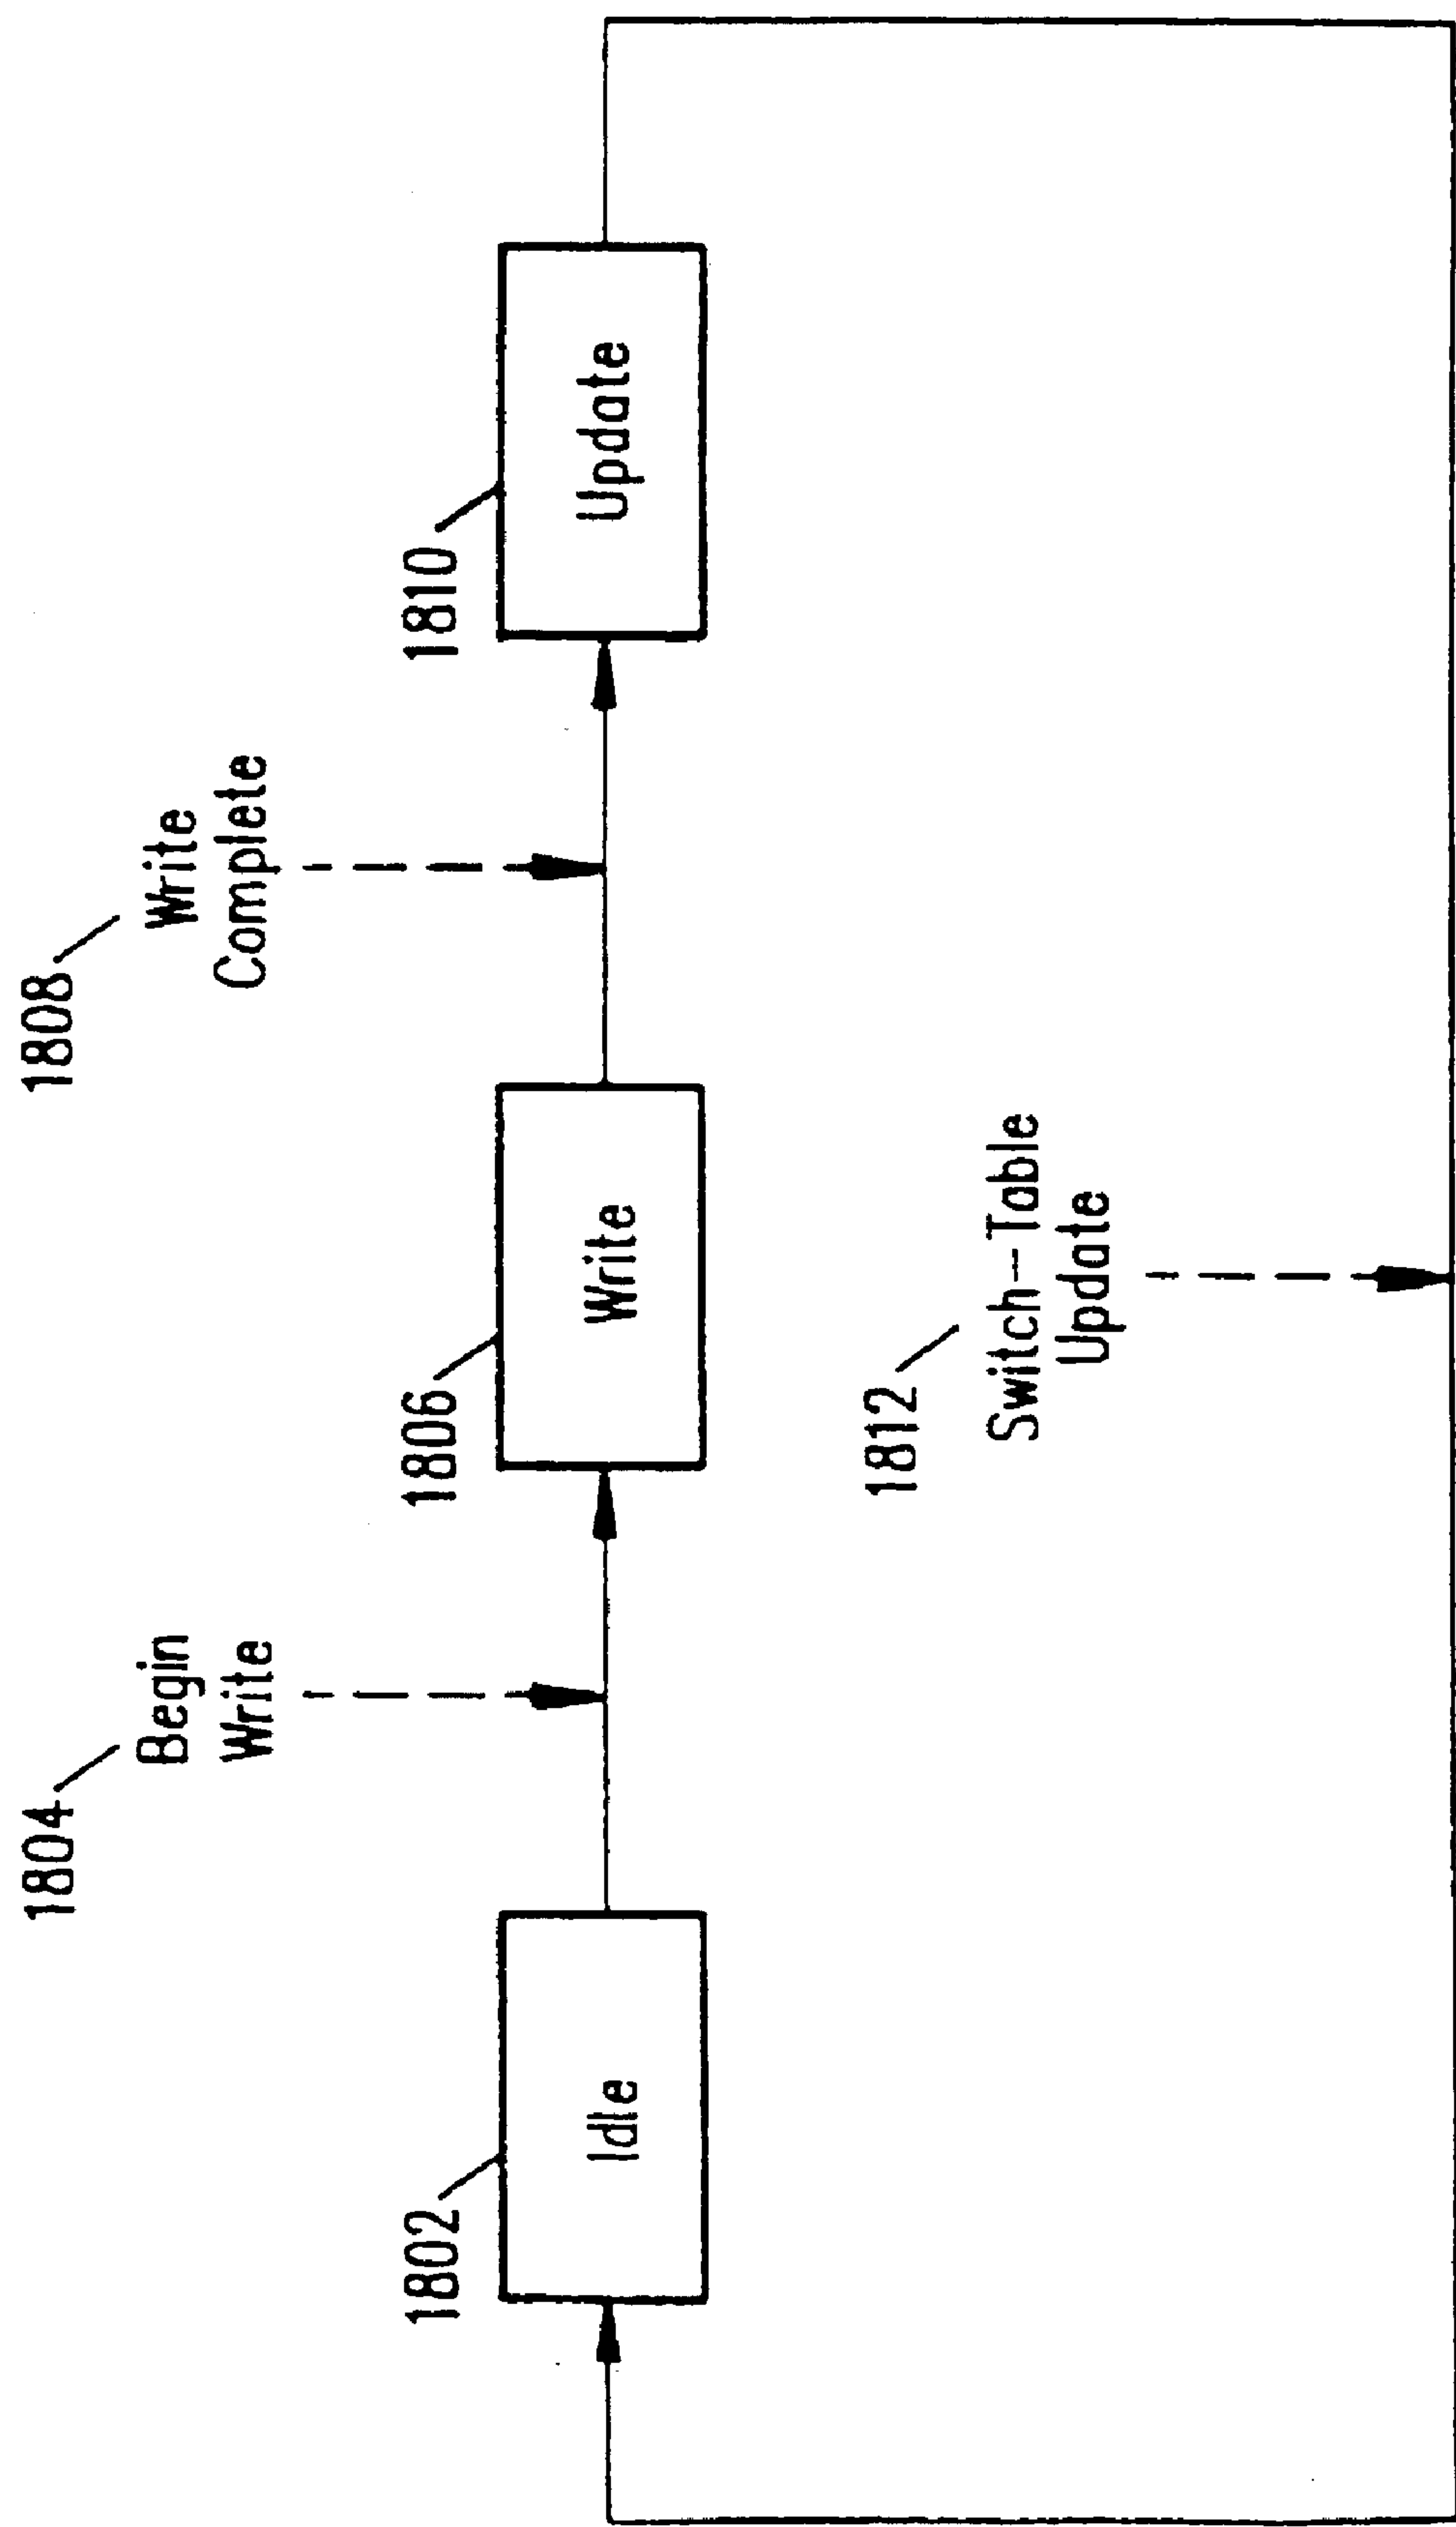 1804
Begin
Write
1808
Write
Complete
1802
Idle
1806
Write
1810
Update
1812
Switch--Table
Update